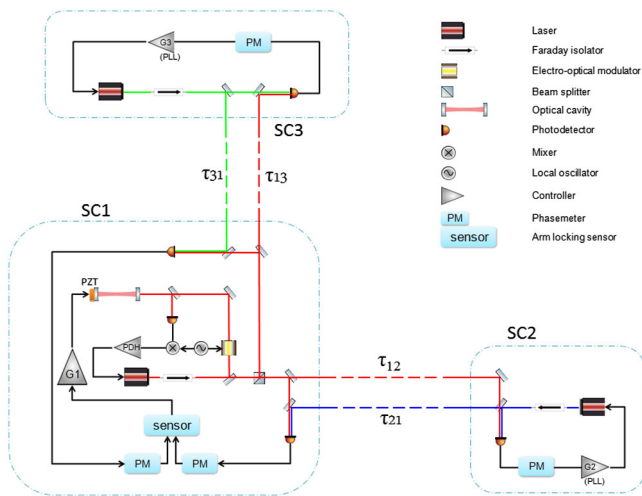 G3
(PLL)
PM
SC3
τ31
τ13
SC1
PZT
PDH
G1
sensor
PM
PM
τ12
τ21
SC2
PM
G2
(PLL)
Laser
Faraday isolator
Electro-optical modulator
Beam splitter
Optical cavity
Photodetector
Mixer
Local oscillator
Controller
PM
Phasemeter
sensor
Arm locking sensor